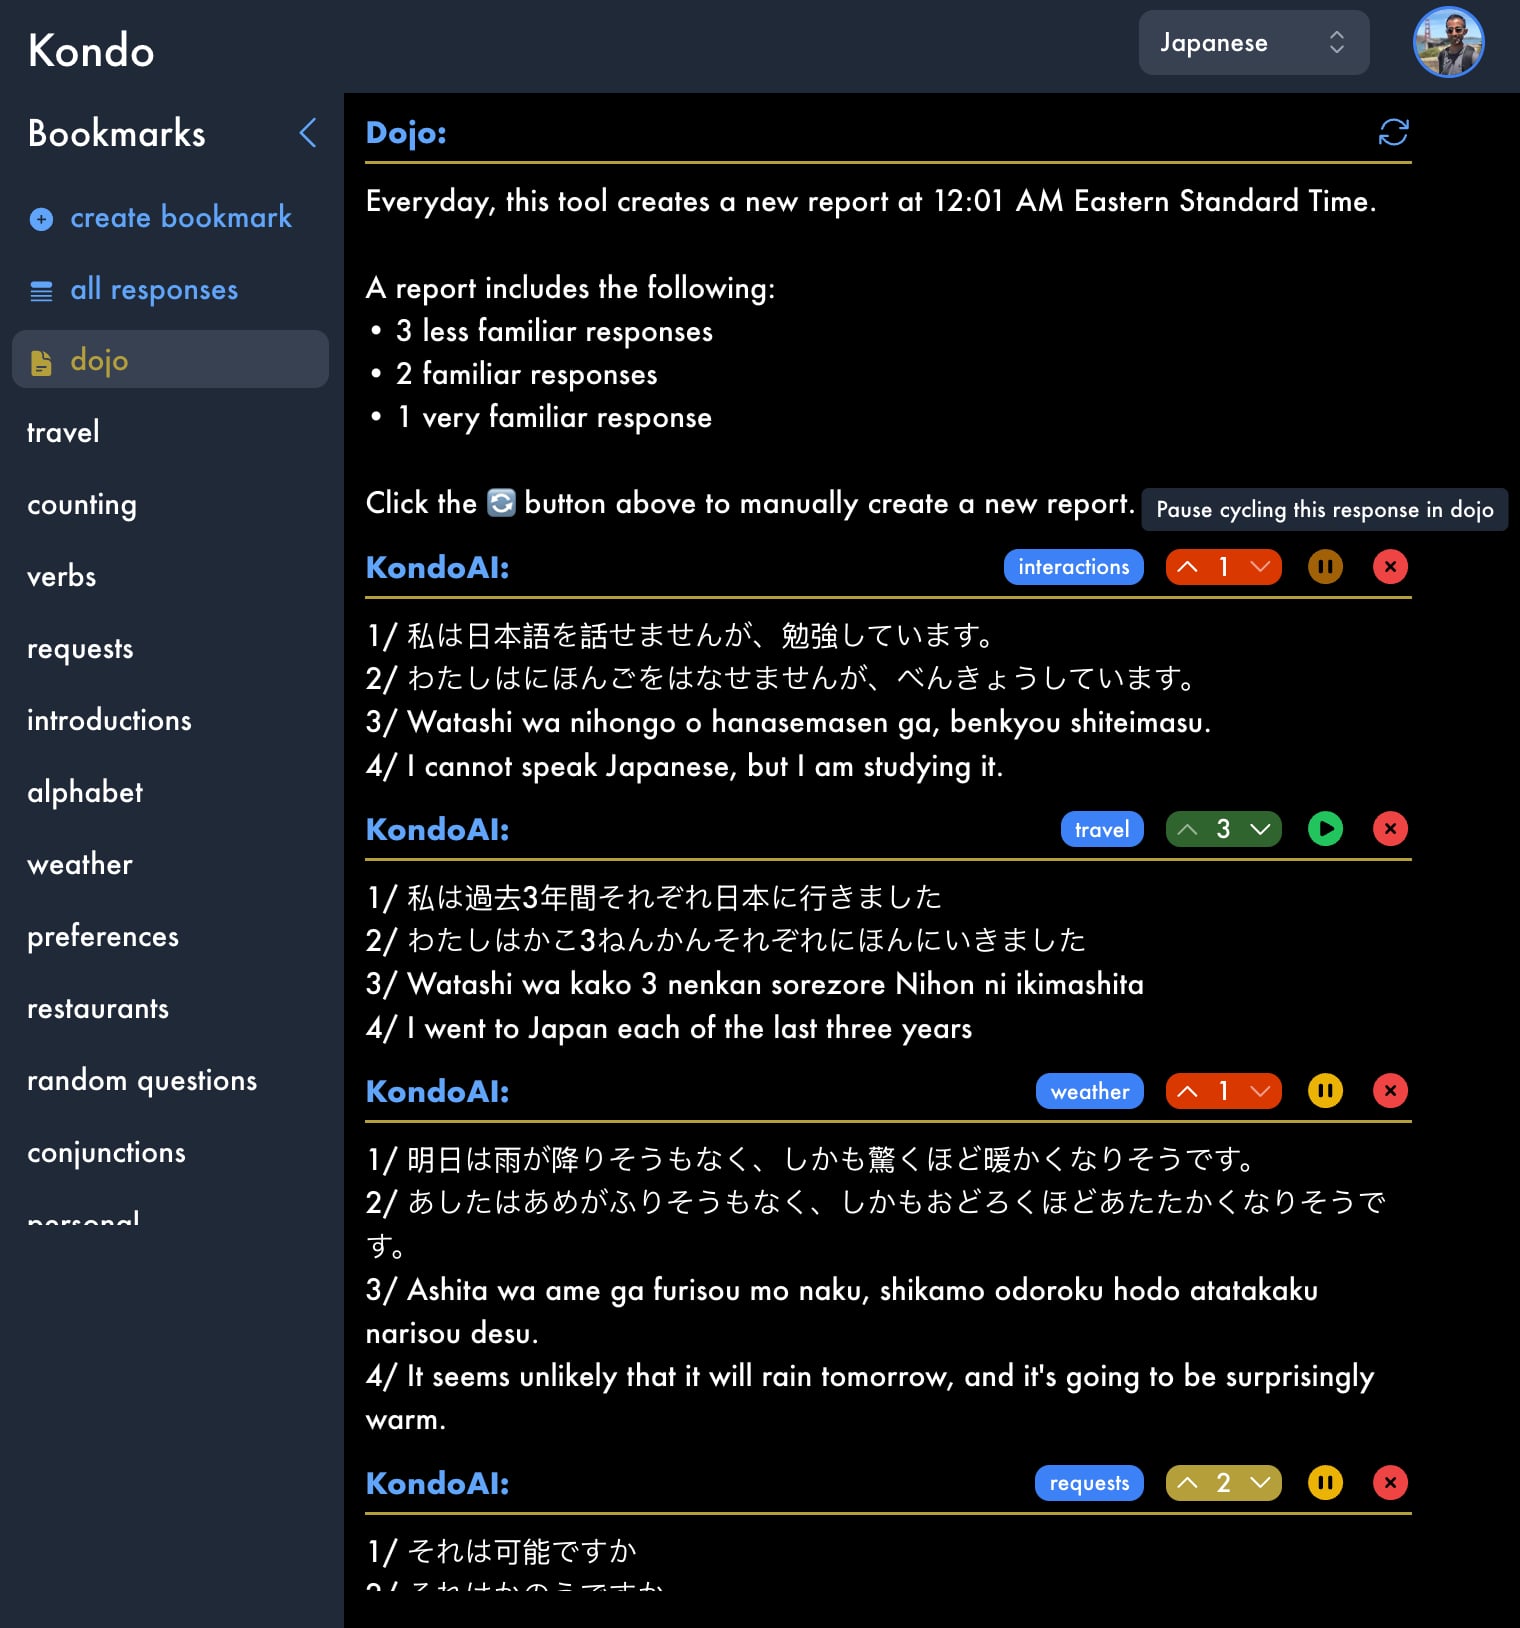 Kondo
Japanese
Bookmarks
create bookmark
all responses
dojo
travel
counting
verbs
requests
introductions
alphabet
weather
preferences
restaurants
random questions
conjunctions
personal
Dojo:
Everyday, this tool creates a new report at 12:01 AM Eastern Standard Time.
A report includes the following:
• 3 less familiar responses
• 2 familiar responses
• 1 very familiar response
Click the 🔄 button above to manually create a new report.
Pause cycling this response in dojo
KondoAI:
interactions
1
1/ 私は日本語を話せませんが、勉強しています。
2/ わたしはにほんごをはなせませんが、べんきょうしています。
3/ Watashi wa nihongo o hanasemasen ga, benkyou shiteimasu.
4/ I cannot speak Japanese, but I am studying it.
KondoAI:
travel
3
1/ 私は過去3年間それぞれ日本に行きました
2/ わたしはかこ3ねんかんそれぞれにほんにいきました
3/ Watashi wa kako 3 nenkan sorezore Nihon ni ikimashita
4/ I went to Japan each of the last three years
KondoAI:
weather
1
1/ 明日は雨が降りそうもなく、しかも驚くほど暖かくなりそうです。
2/ あしたはあめがふりそうもなく、しかもおどろくほどあたたかくなりそうで
す。
3/ Ashita wa ame ga furisou mo naku, shikamo odoroku hodo atatakaku
narisou desu.
4/ It seems unlikely that it will rain tomorrow, and it's going to be surprisingly
warm.
KondoAI:
requests
2
1/ それは可能ですか
2/ それはかのうですか